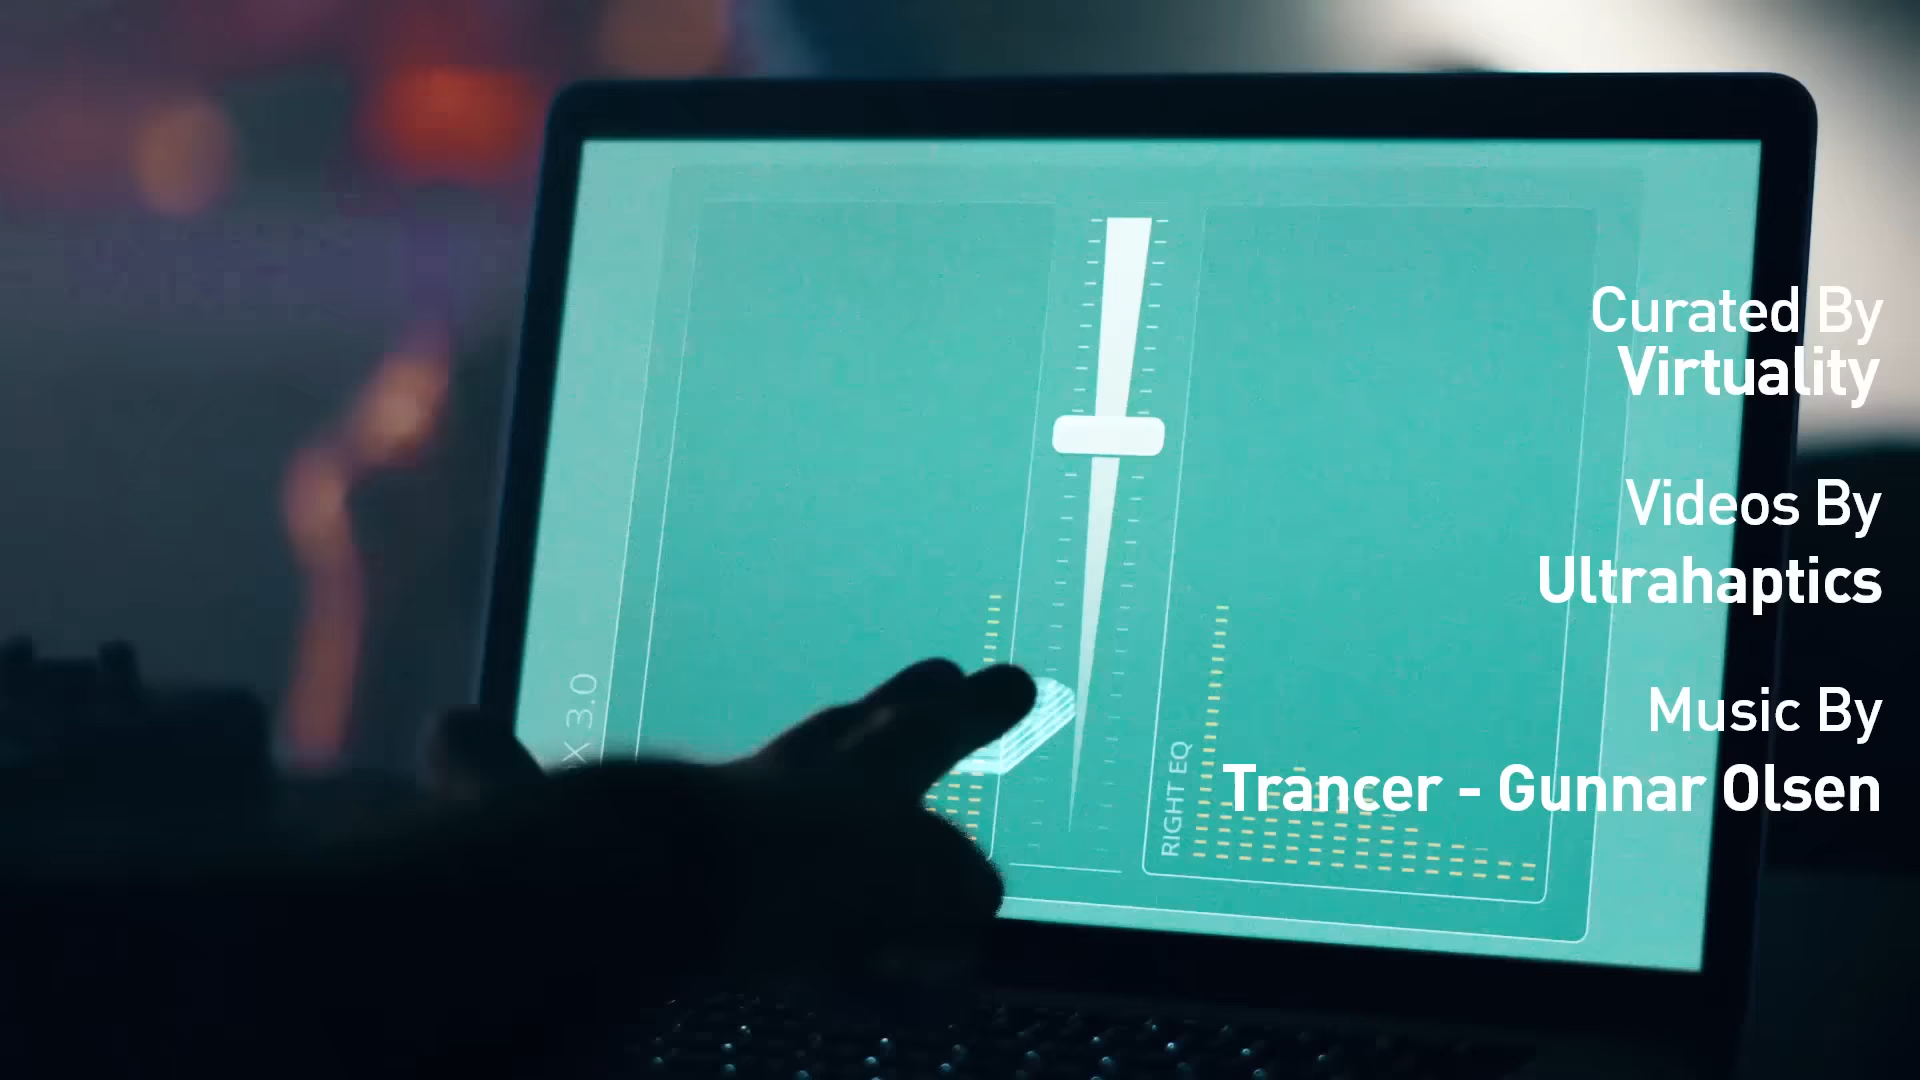 Curated By
Virtuality
Videos By
Ultrahaptics
Music By
Trancer - Gunnar Olsen
X 3.0
RIGHT EQ